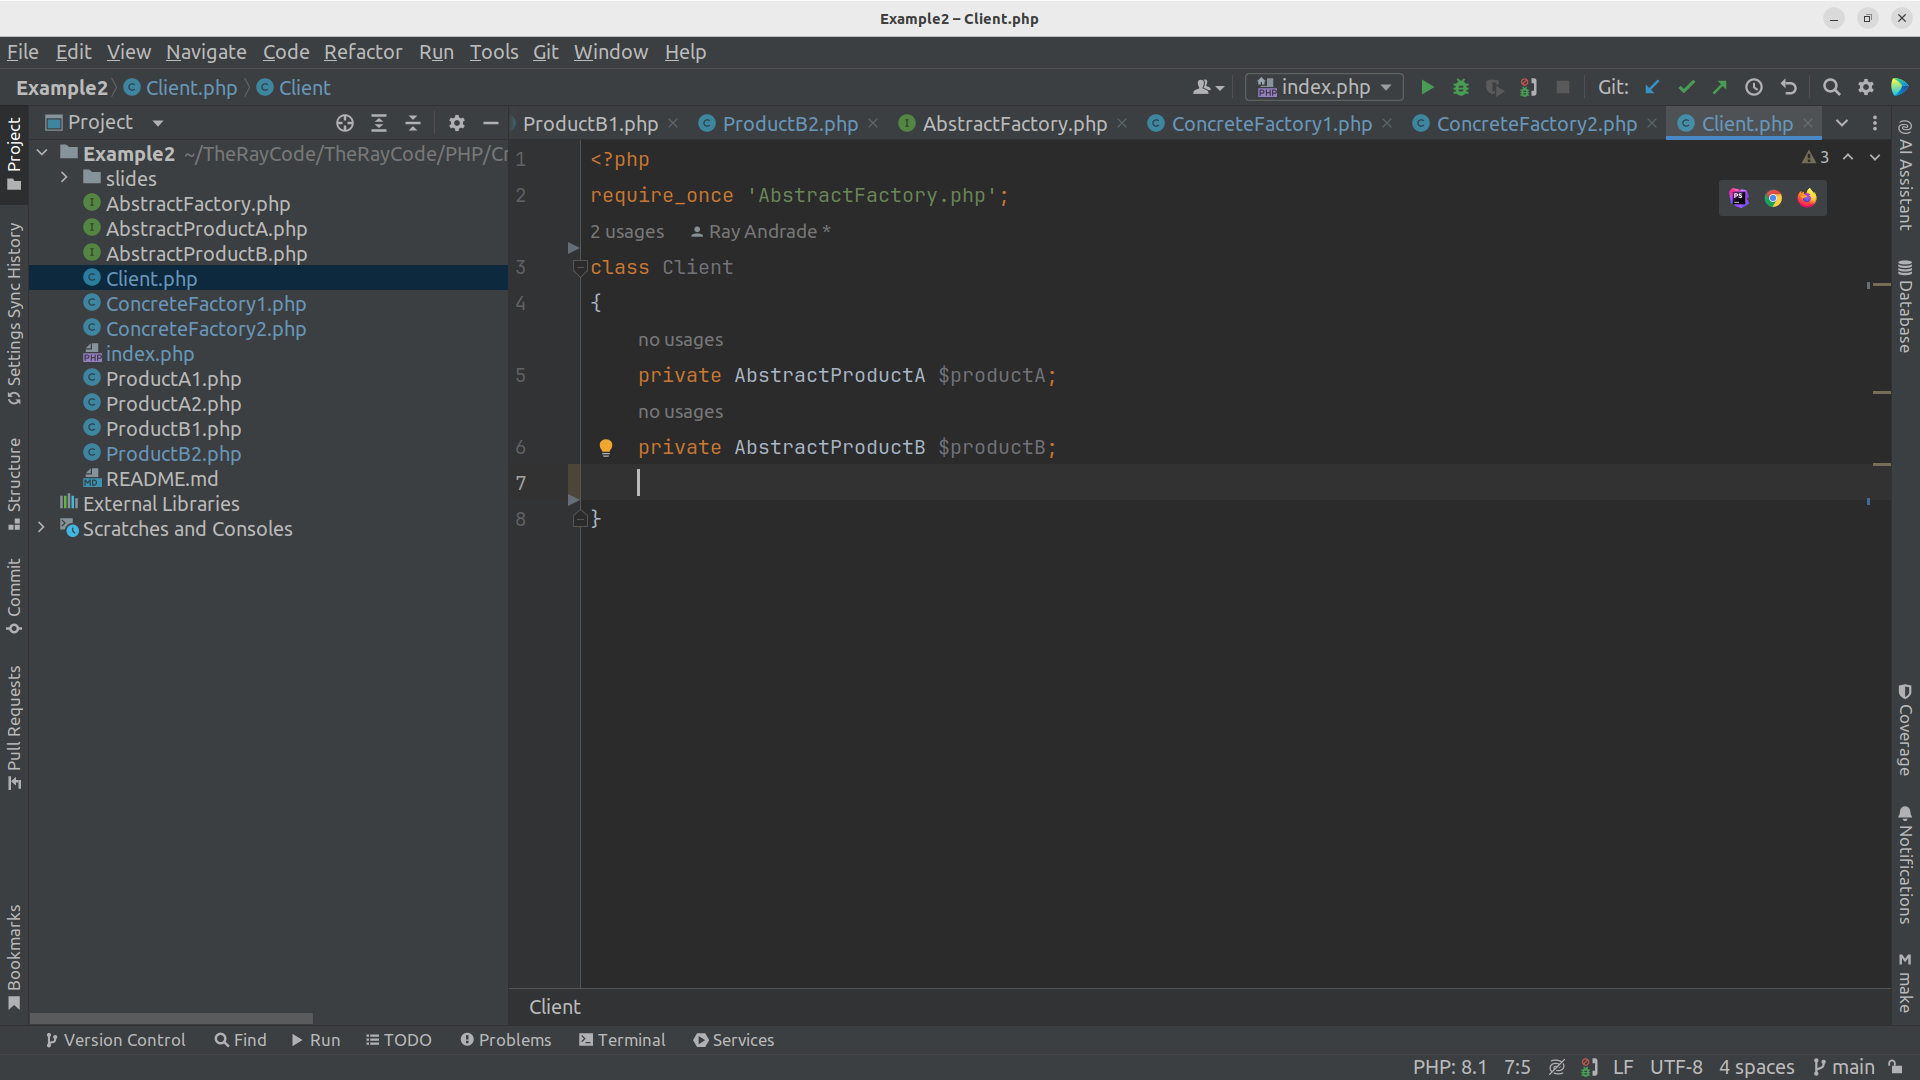 Example2 – Client.php
File Edit View Navigate Code Refactor Run Tools Git Window Help
Example2 Client.php Client index.php Git:
Project
ProductB1.php ProductB2.php AbstractFactory.php ConcreteFactory1.php ConcreteFactory2.php Client.php
Example2 ~/TheRayCode/TheRayCode/PHP/Cr
slides
AbstractFactory.php
AbstractProductA.php
AbstractProductB.php
Client.php
ConcreteFactory1.php
ConcreteFactory2.php
index.php
ProductA1.php
ProductA2.php
ProductB1.php
ProductB2.php
README.md
External Libraries
Scratches and Consoles
1 <?php
2 require_once 'AbstractFactory.php';
2 usages Ray Andrade *
3 class Client
4 {
no usages
5 private AbstractProductA $productA;
no usages
6 private AbstractProductB $productB;
7
8 }
3
Client
Project
Settings Sync History
Structure
Commit
Pull Requests
Bookmarks
AI Assistant
Database
Coverage
Notifications
make
Version Control Find Run TODO Problems Terminal Services
PHP: 8.1 7:5 LF UTF-8 4 spaces main